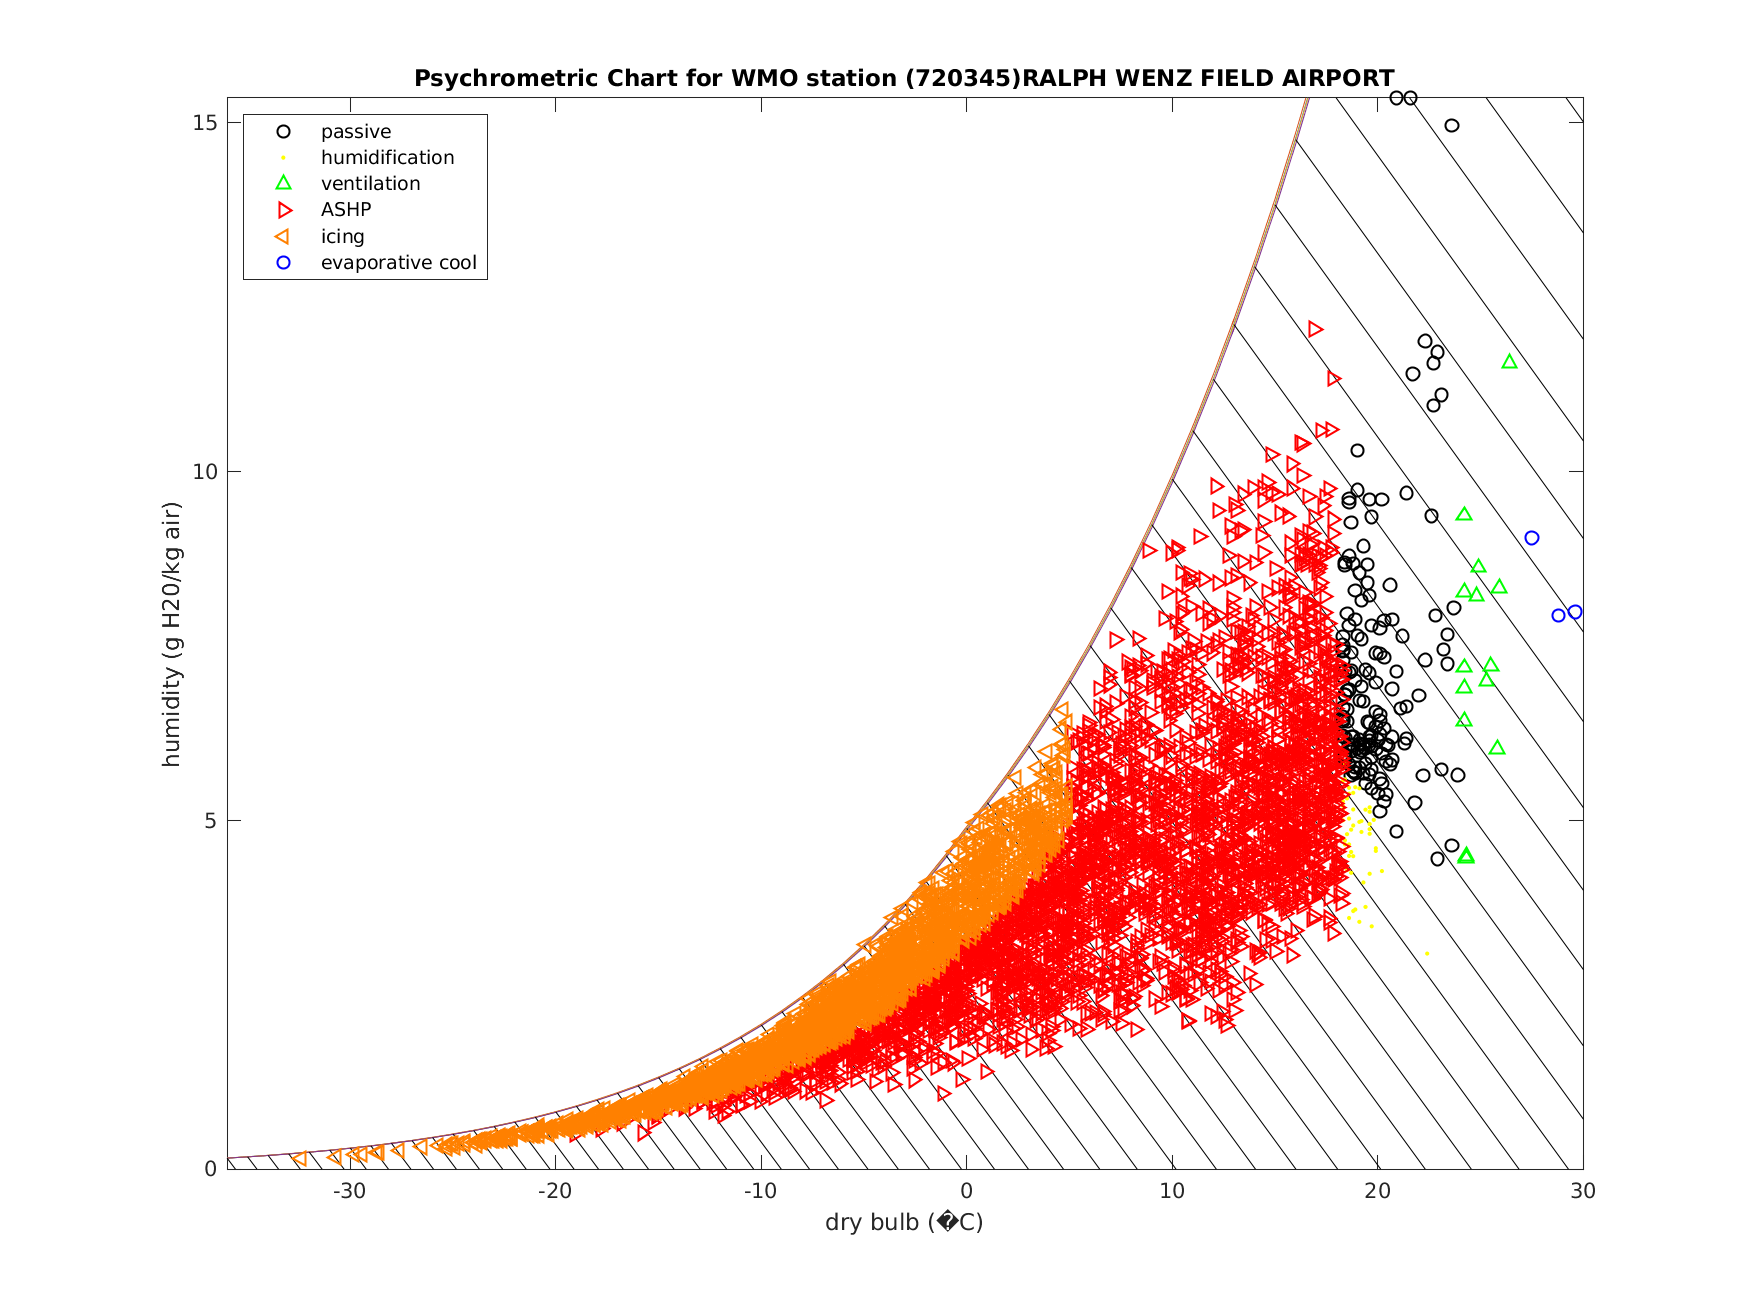 Psychrometric Chart for WMO station (720345)RALPH WENZ FIELD AIRPORT
passive
humidification
ventilation
ASHP
icing
evaporative cool
humidity (g H20/kg air)
15
10
5
0
-30 -20 -10 0 10 20 30
dry bulb (�C)